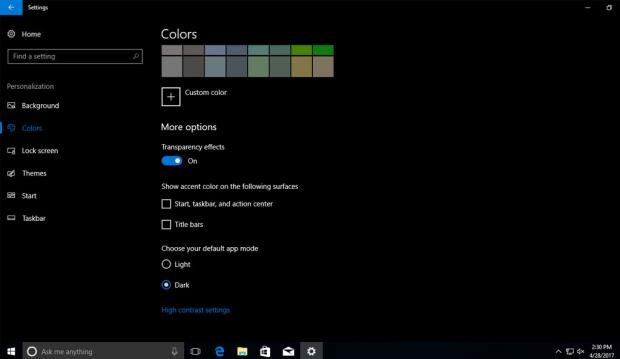 Settings
Home
Colors
Find a setting
Personalization
Background
Colors
Lock screen
Themes
Start
Taskbar
Custom color
More options
Transparency effects
On
Show accent color on the following surfaces
Start, taskbar, and action center
Title bars
Choose your default app mode
Light
Dark
High contrast settings
Ask me anything
2:30 PM
4/28/2017